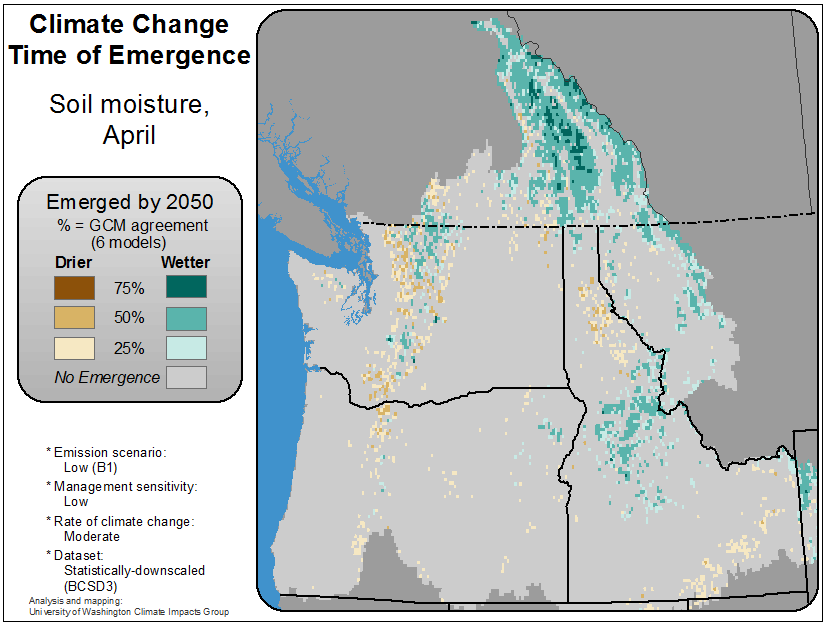 Climate Change
Time of Emergence
Soil moisture,
April
Emerged by 2050
% = GCM agreement
(6 models)
Drier Wetter
75%
50%
25%
No Emergence
* Emission scenario:
Low (B1)
* Management sensitivity:
Low
* Rate of climate change:
Moderate
* Dataset:
Statistically-downscaled
(BCSD3)
Analysis and mapping:
University of Washington Climate Impacts Group